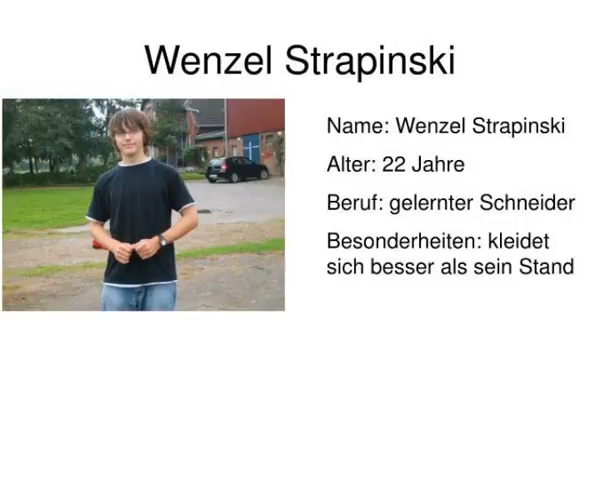 Wenzel Strapinski
Name: Wenzel Strapinski
Alter: 22 Jahre
Beruf: gelernter Schneider
Besonderheiten: kleidet
sich besser als sein Stand